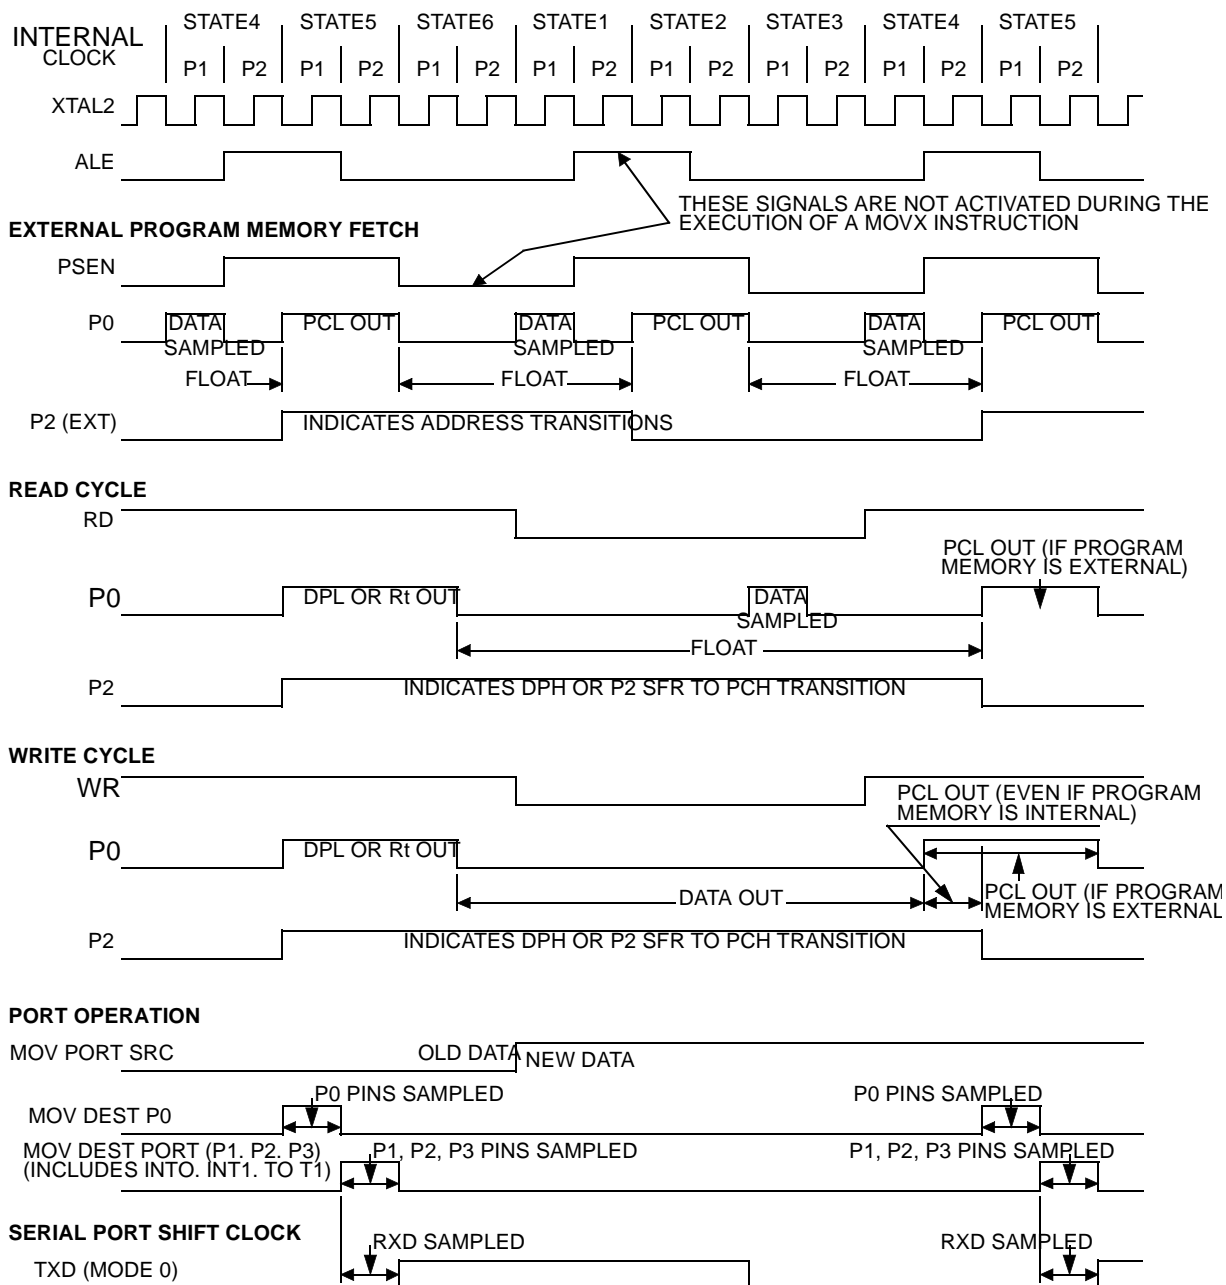 INTERNAL
CLOCK
STATE4 STATE5 STATE6 STATE1 STATE2 STATE3 STATE4 STATE5
P1 P2 P1 P2 P1 P2 P1 P2 P1 P2 P1 P2 P1 P2 P1 P2
XTAL2
ALE
THESE SIGNALS ARE NOT ACTIVATED DURING THE
EXECUTION OF A MOVX INSTRUCTION
EXTERNAL PROGRAM MEMORY FETCH
PSEN
P0 DATA PCL OUT DATA PCL OUT DATA PCL OUT
SAMPLED SAMPLED SAMPLED
FLOAT FLOAT FLOAT
P2 (EXT) INDICATES ADDRESS TRANSITIONS
READ CYCLE
RD
PCL OUT (IF PROGRAM
MEMORY IS EXTERNAL)
P0 DPL OR Rt OUT DATA
SAMPLED
FLOAT
P2 INDICATES DPH OR P2 SFR TO PCH TRANSITION
WRITE CYCLE
WR
PCL OUT (EVEN IF PROGRAM
MEMORY IS INTERNAL)
P0 DPL OR Rt OUT
DATA OUT
PCL OUT (IF PROGRAM
MEMORY IS EXTERNAL
P2 INDICATES DPH OR P2 SFR TO PCH TRANSITION
PORT OPERATION
MOV PORT SRC OLD DATA NEW DATA
P0 PINS SAMPLED P0 PINS SAMPLED
MOV DEST P0
MOV DEST PORT (P1. P2. P3) P1, P2, P3 PINS SAMPLED P1, P2, P3 PINS SAMPLED
(INCLUDES INTO. INT1. TO T1)
SERIAL PORT SHIFT CLOCK
RXD SAMPLED RXD SAMPLED
TXD (MODE 0)